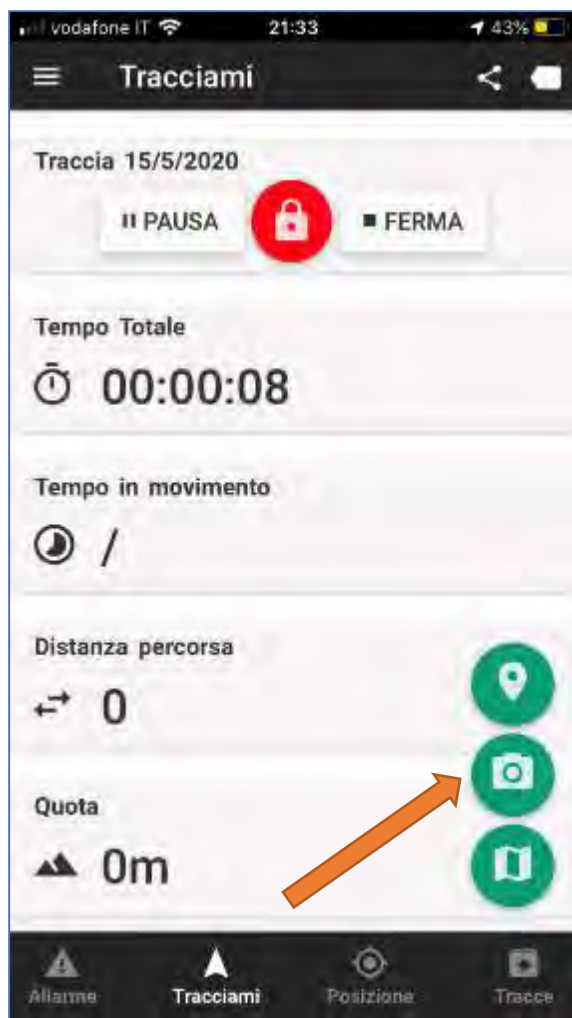 vodafone IT 21:33 43%
Tracciami
Traccia 15/5/2020
PAUSA FERMA
Tempo Totale
00:00:08
Tempo in movimento
/
Distanza percorsa
0
Quota
0m
Allarme Tracciami Posizione Tracce